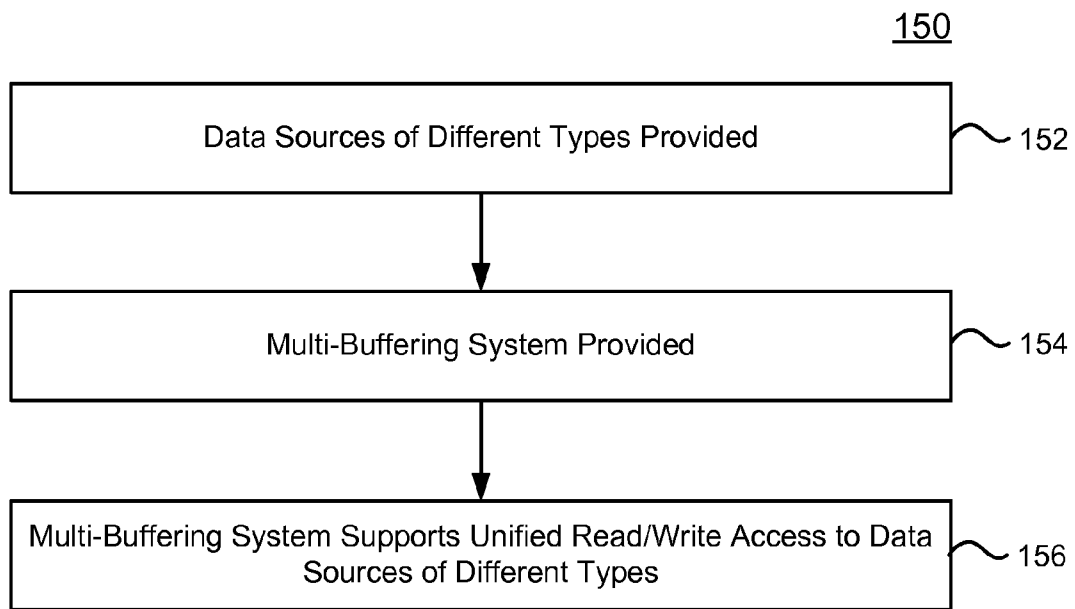 150
Data Sources of Different Types Provided
152
Multi-Buffering System Provided
154
Multi-Buffering System Supports Unified Read/Write Access to Data
Sources of Different Types
156